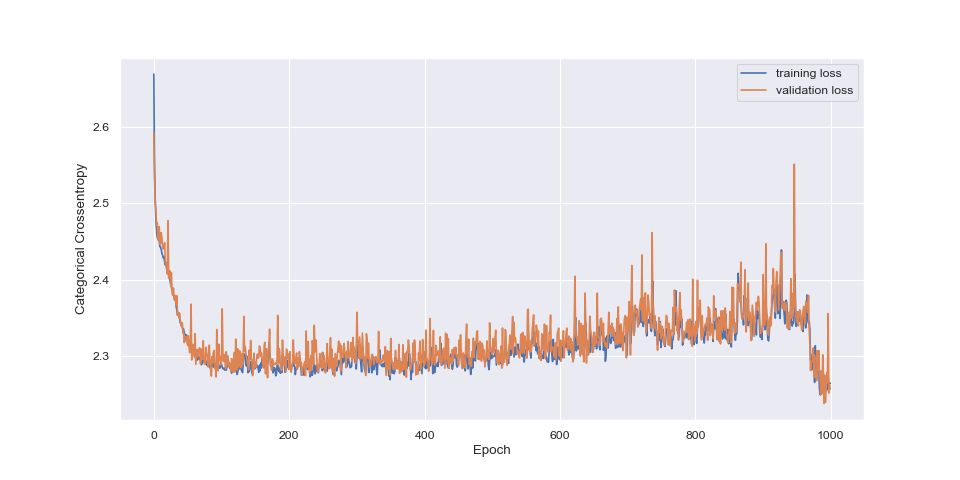 training loss
validation loss
2.6
2.5
2.4
2.3
Categorical Crossentropy
0 200 400 600 800 1000
Epoch